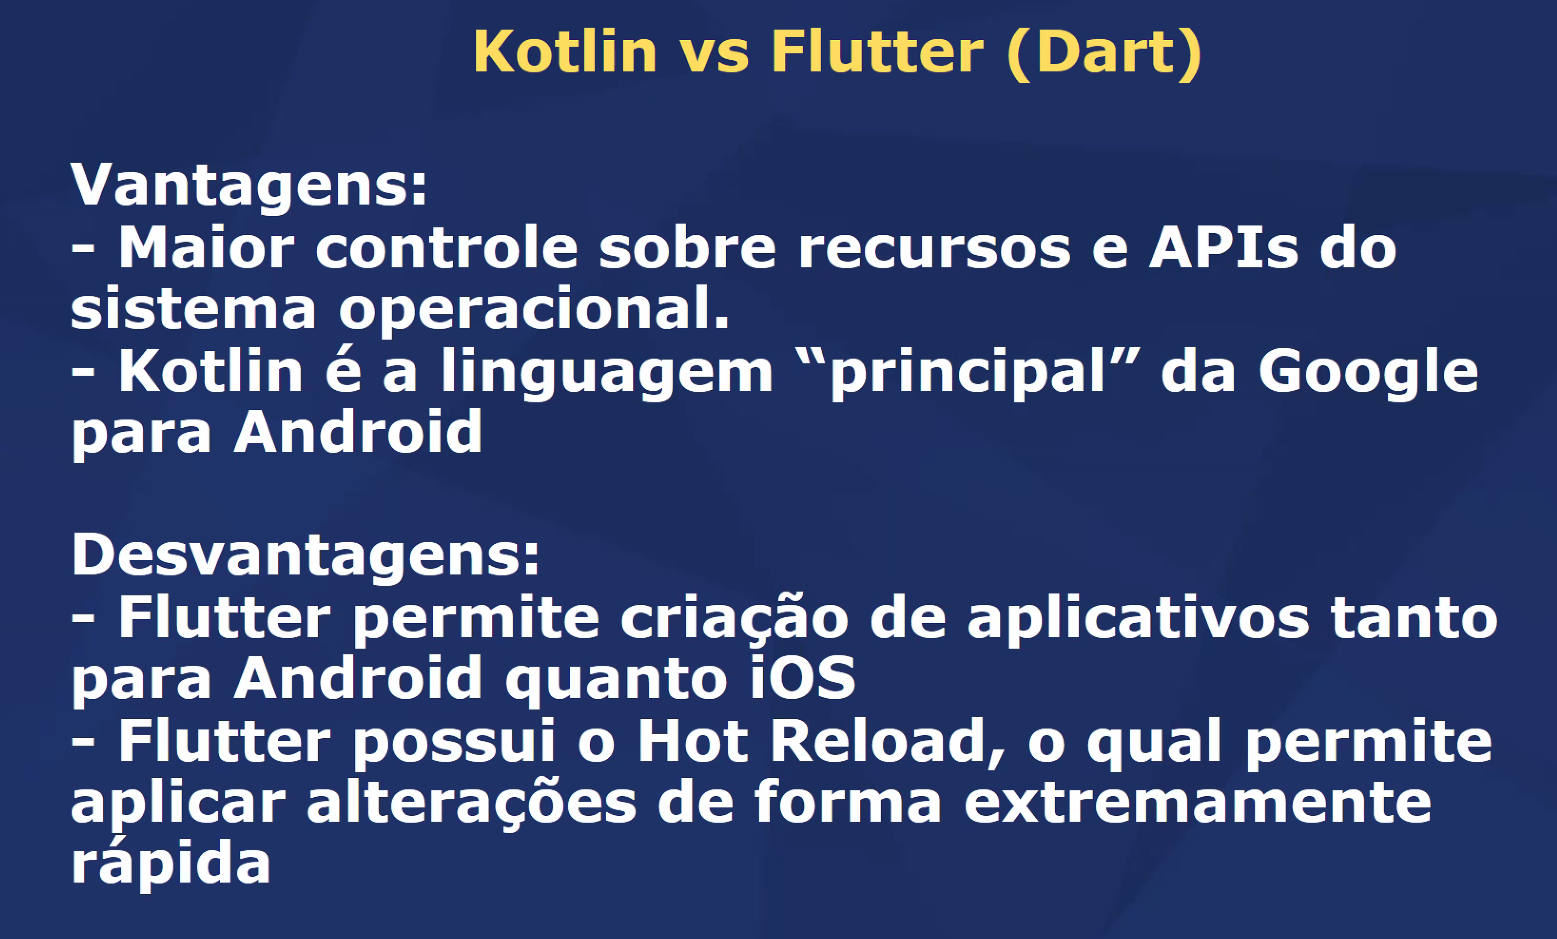 Kotlin vs Flutter (Dart)
Vantagens:
– Maior controle sobre recursos e APIs do
sistema operacional.
– Kotlin é a linguagem “principal” da Google
para Android
Desvantagens:
– Flutter permite criação de aplicativos tanto
para Android quanto iOS
– Flutter possui o Hot Reload, o qual permite
aplicar alterações de forma extremamente
rápida